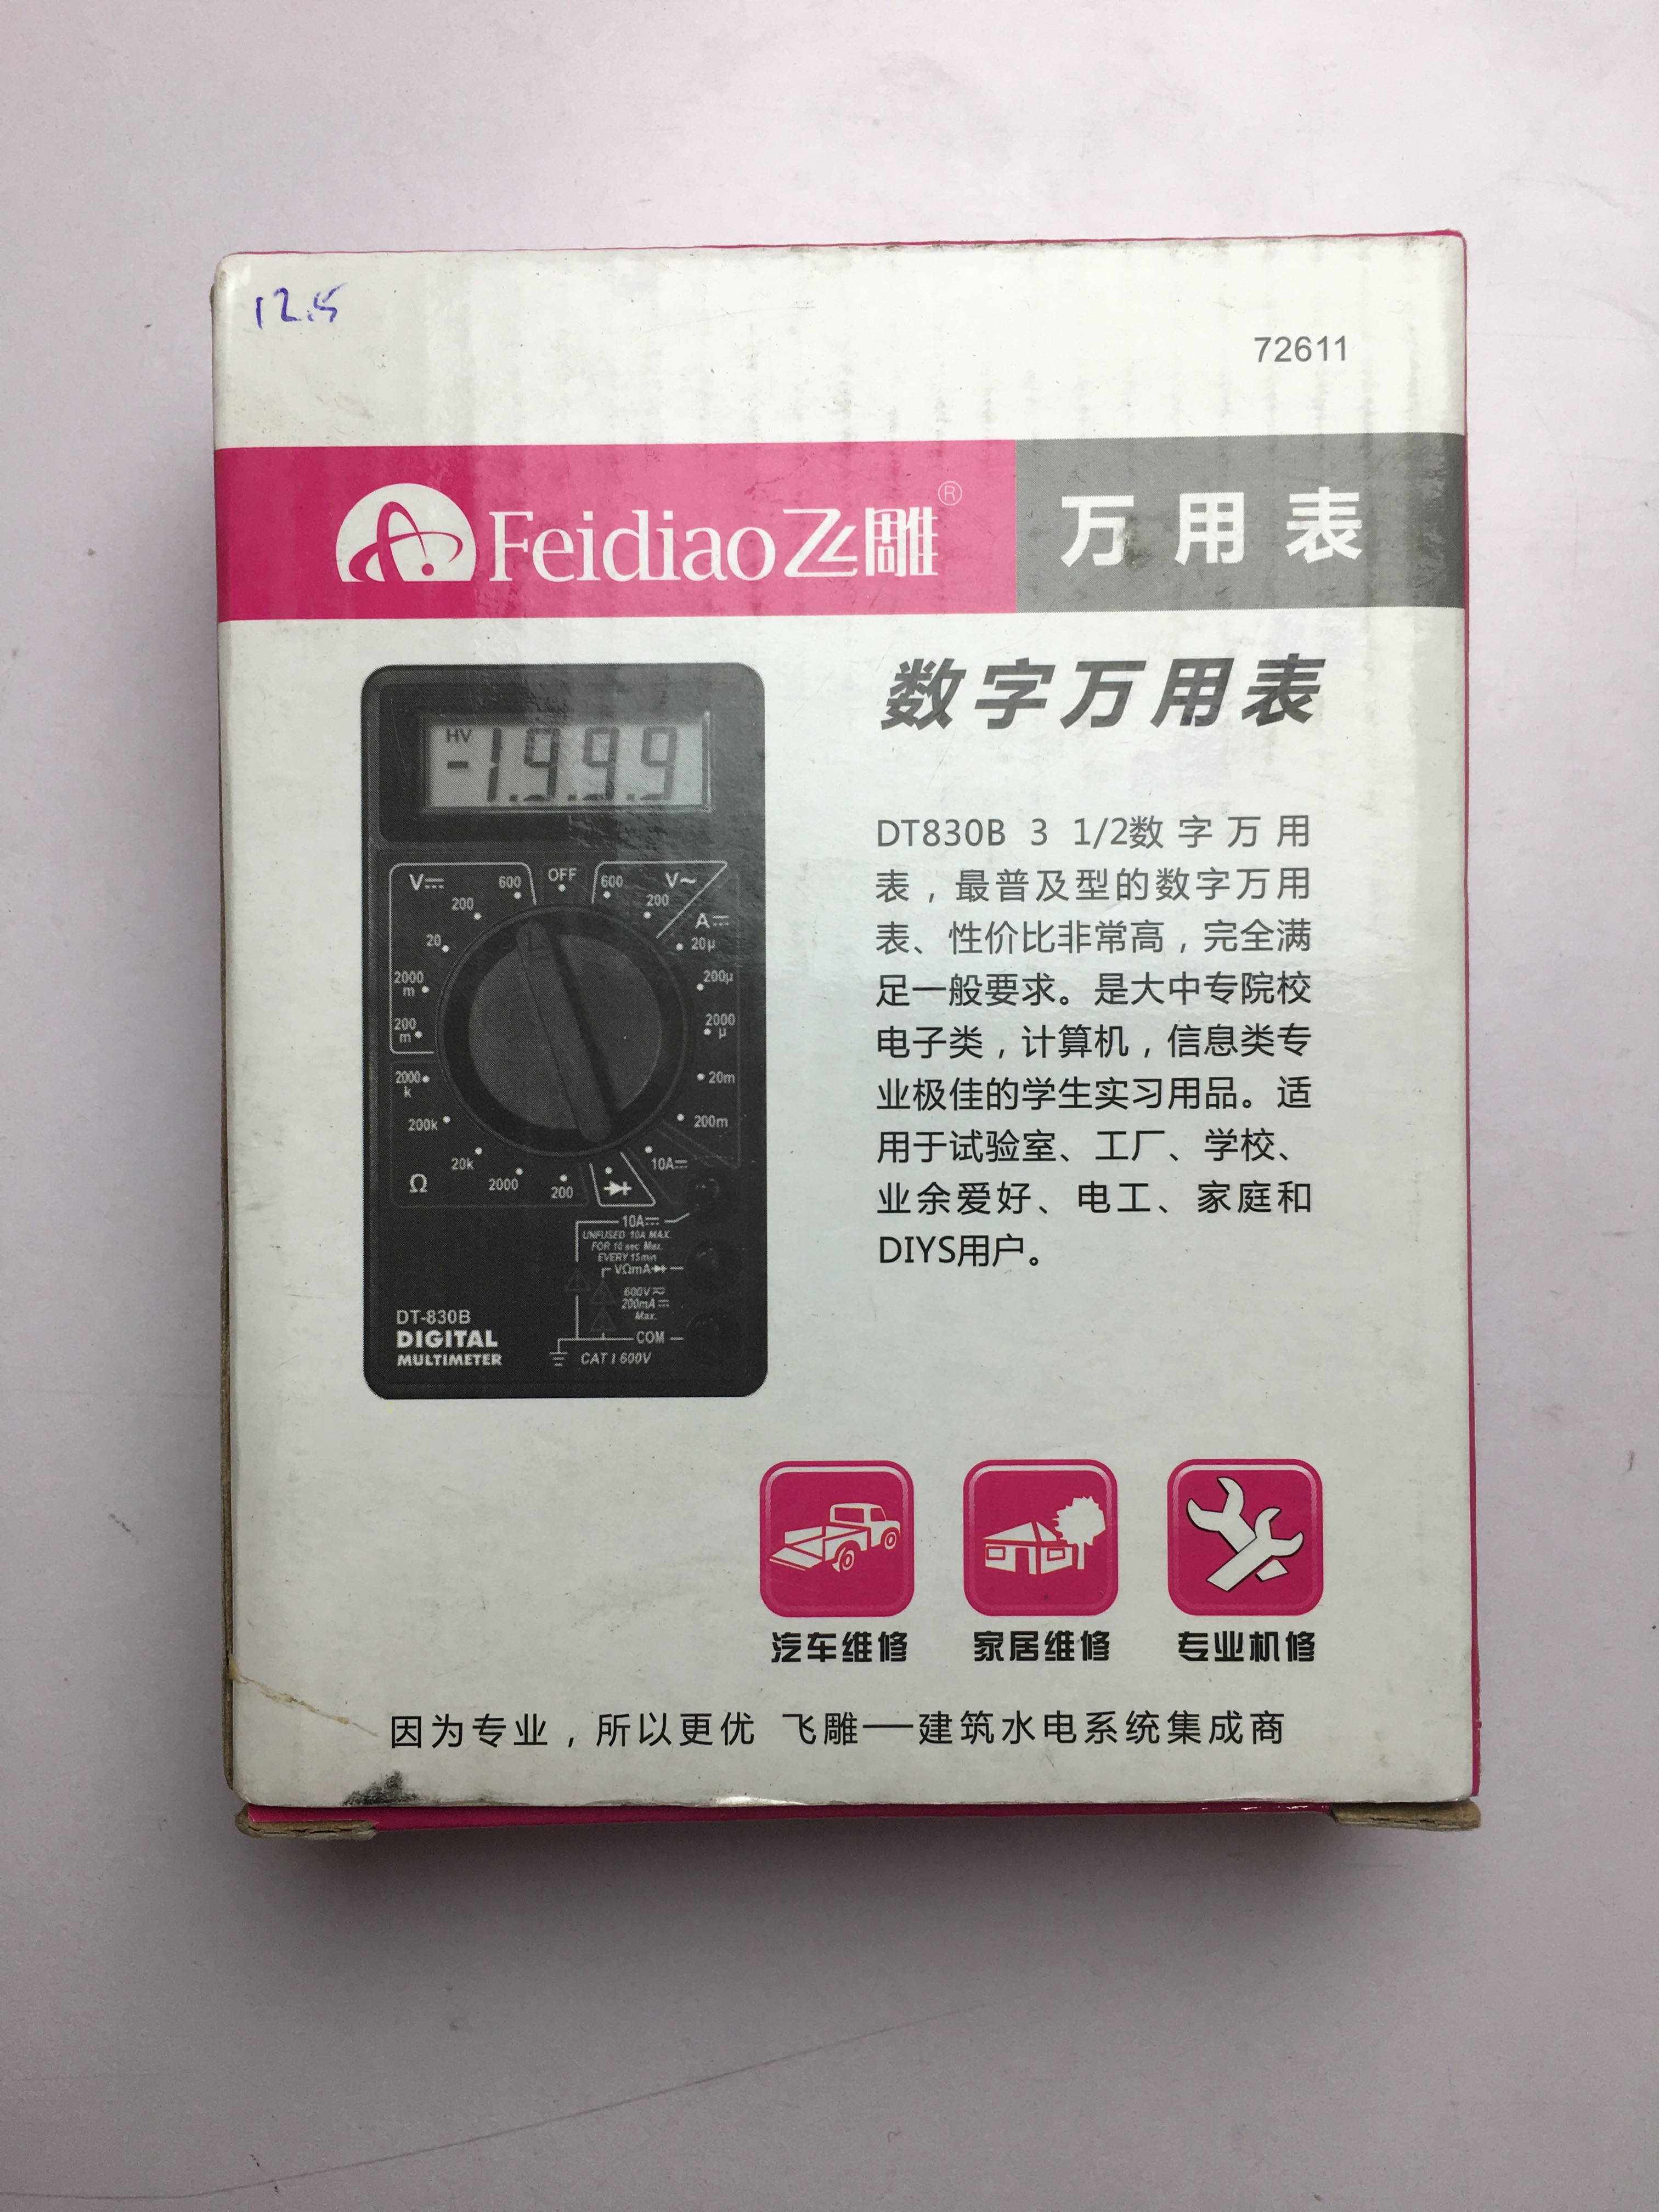 12.5
72611
Feidiao飞雕®
万用表
数字万用表
HV
-1.9.9.9
V⎓ 600 OFF 600 V~
200 200
A⎓
20 20μ
2000m 200μ
200m 2000μ
2000k 20m
200k 200m
20k 10A⎓
Ω 2000 200
10A⎓
UNFUSED 10A MAX.
FOR 10 sec Max.
EVERY 15min
VΩmA
600V
200mA⎓
Max.
COM
CAT I 600V
DT-830B
DIGITAL
MULTIMETER
DT830B 3 1/2数字万用
表，最普及型的数字万用
表、性价比非常高，完全满
足一般要求。是大中专院校
电子类，计算机，信息类专
业极佳的学生实习用品。适
用于试验室、工厂、学校、
业余爱好、电工、家庭和
DIYS用户。
汽车维修 家居维修 专业机修
因为专业，所以更优 飞雕──建筑水电系统集成商